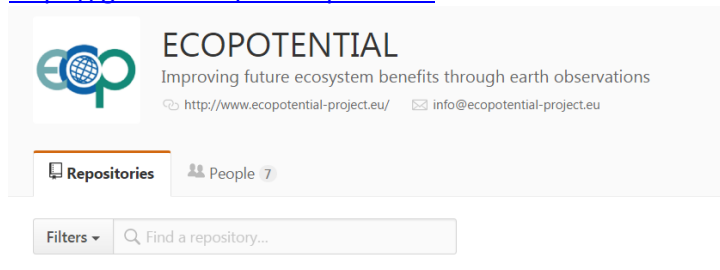 ECOPOTENTIAL
Improving future ecosystem benefits through earth observations
http://www.ecopotential-project.eu/ info@ecopotential-project.eu
ecp
Repositories People 7
Filters Find a repository...